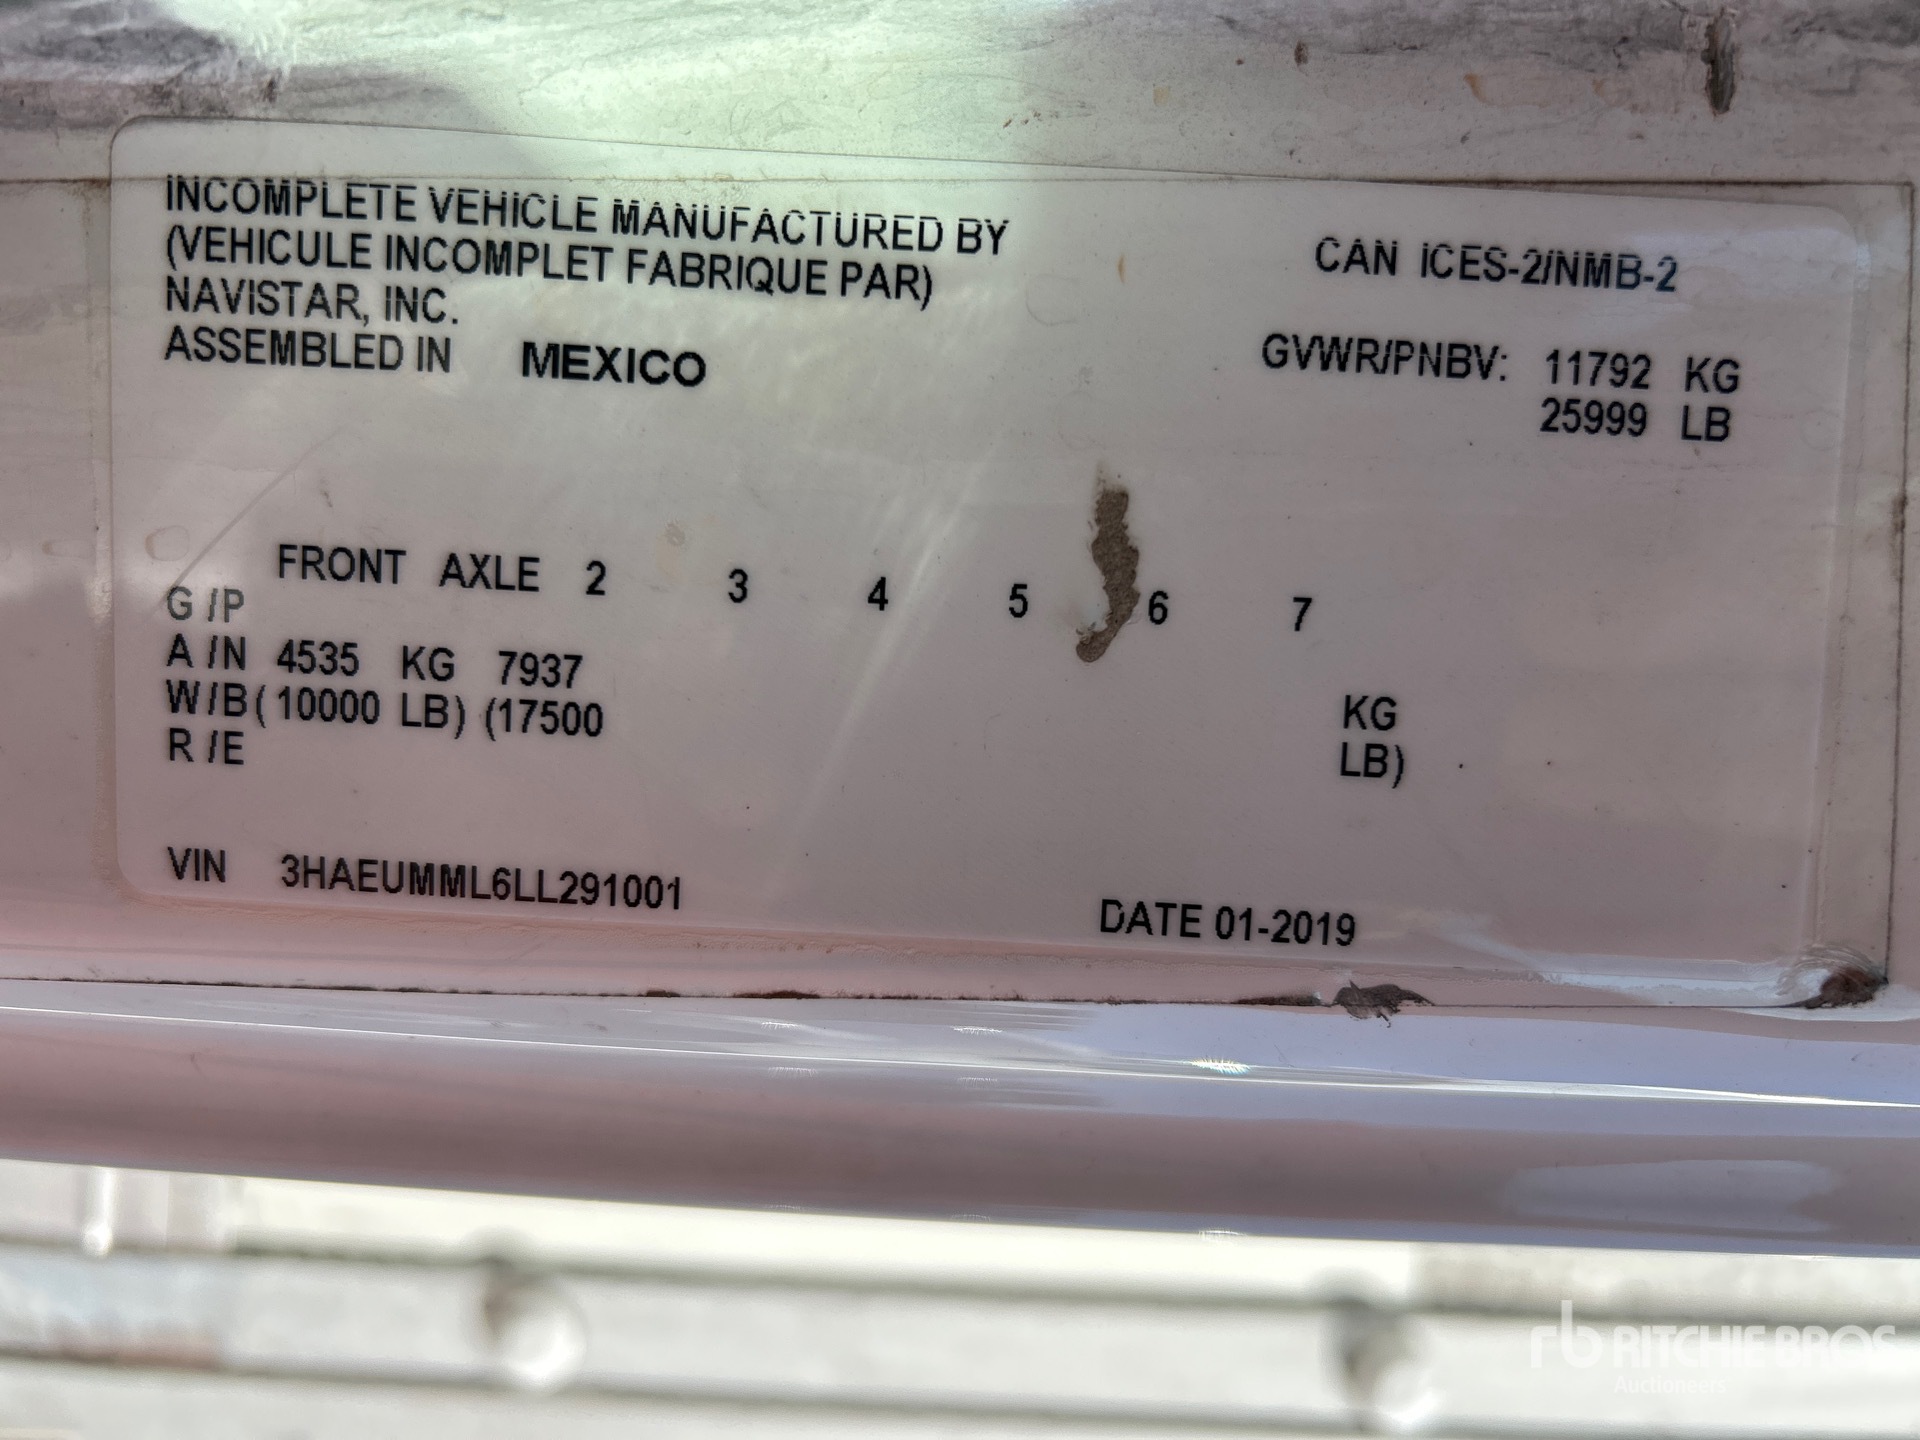 INCOMPLETE VEHICLE MANUFACTURED BY
(VEHICULE INCOMPLET FABRIQUE PAR)
NAVISTAR, INC.
ASSEMBLED IN MEXICO
CAN ICES-2/NMB-2
GVWR/PNBV: 11792 KG
25999 LB
FRONT AXLE 2 3 4 5 6 7
G /P
A /N 4535 KG 7937 KG
W/B (10000 LB) (17500 LB)
R /E
VIN 3HAEUMML6LL291001
DATE 01-2019
rb RITCHIE BROS
Auctioneers